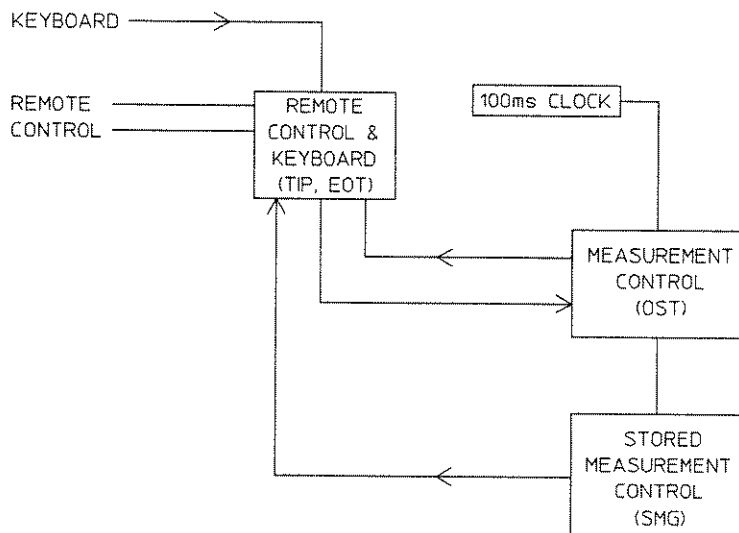 KEYBOARD
REMOTE
CONTROL
REMOTE
CONTROL &
KEYBOARD
(TIP, EOT)
100ms CLOCK
MEASUREMENT
CONTROL
(OST)
STORED
MEASUREMENT
CONTROL
(SMG)